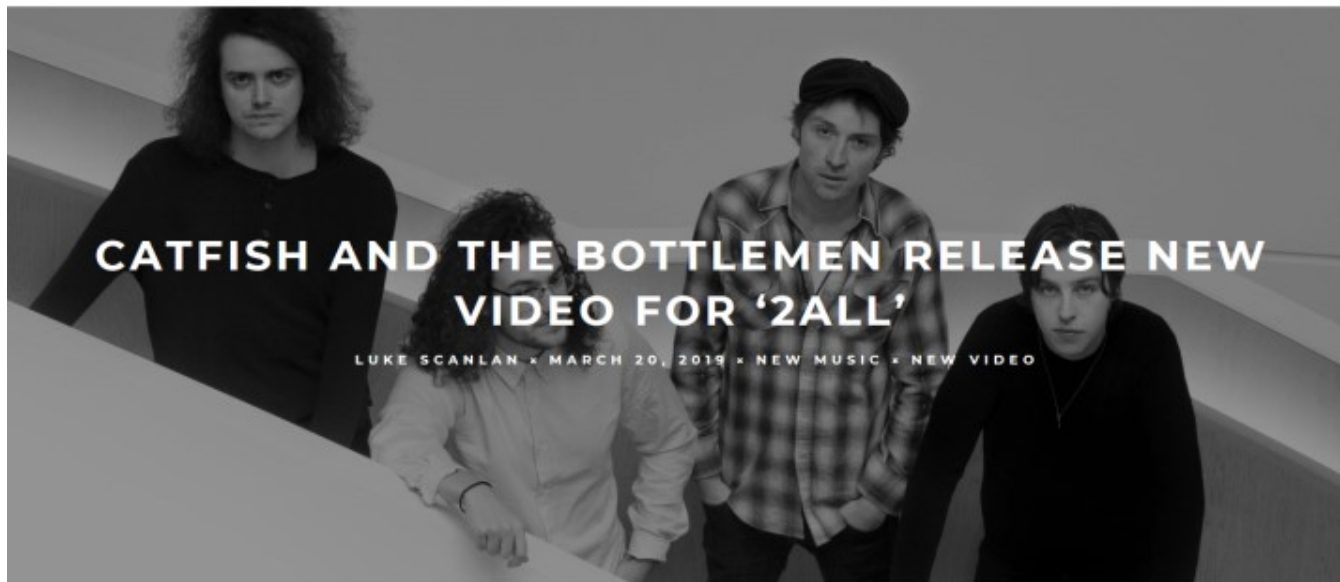 CATFISH AND THE BOTTLEMEN RELEASE NEW
VIDEO FOR ‘2ALL’
LUKE SCANLAN × MARCH 20, 2019 × NEW MUSIC × NEW VIDEO